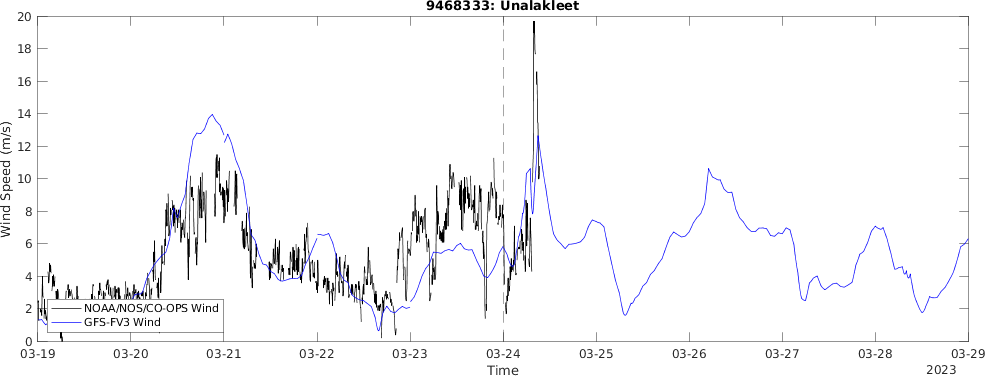 9468333: Unalakleet
Wind Speed (m/s)
20
18
16
14
12
10
8
6
4
2
0
NOAA/NOS/CO-OPS Wind
GFS-FV3 Wind
03-19 03-20 03-21 03-22 03-23 03-24 03-25 03-26 03-27 03-28 03-29
Time
2023